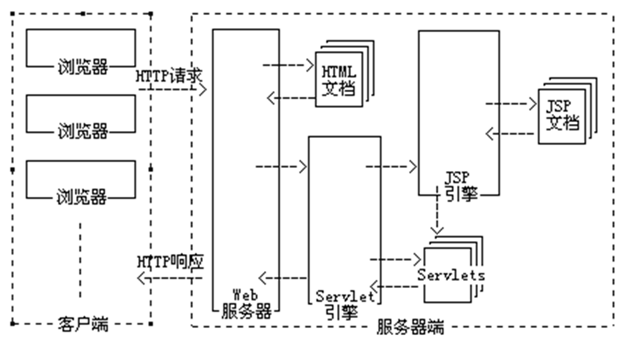 浏览器
浏览器
浏览器
HTTP请求
HTTP响应
客户端
HTML
文档
JSP
文档
JSP
引擎
Servlets
Web
服务器
Servlet
引擎
服务器端